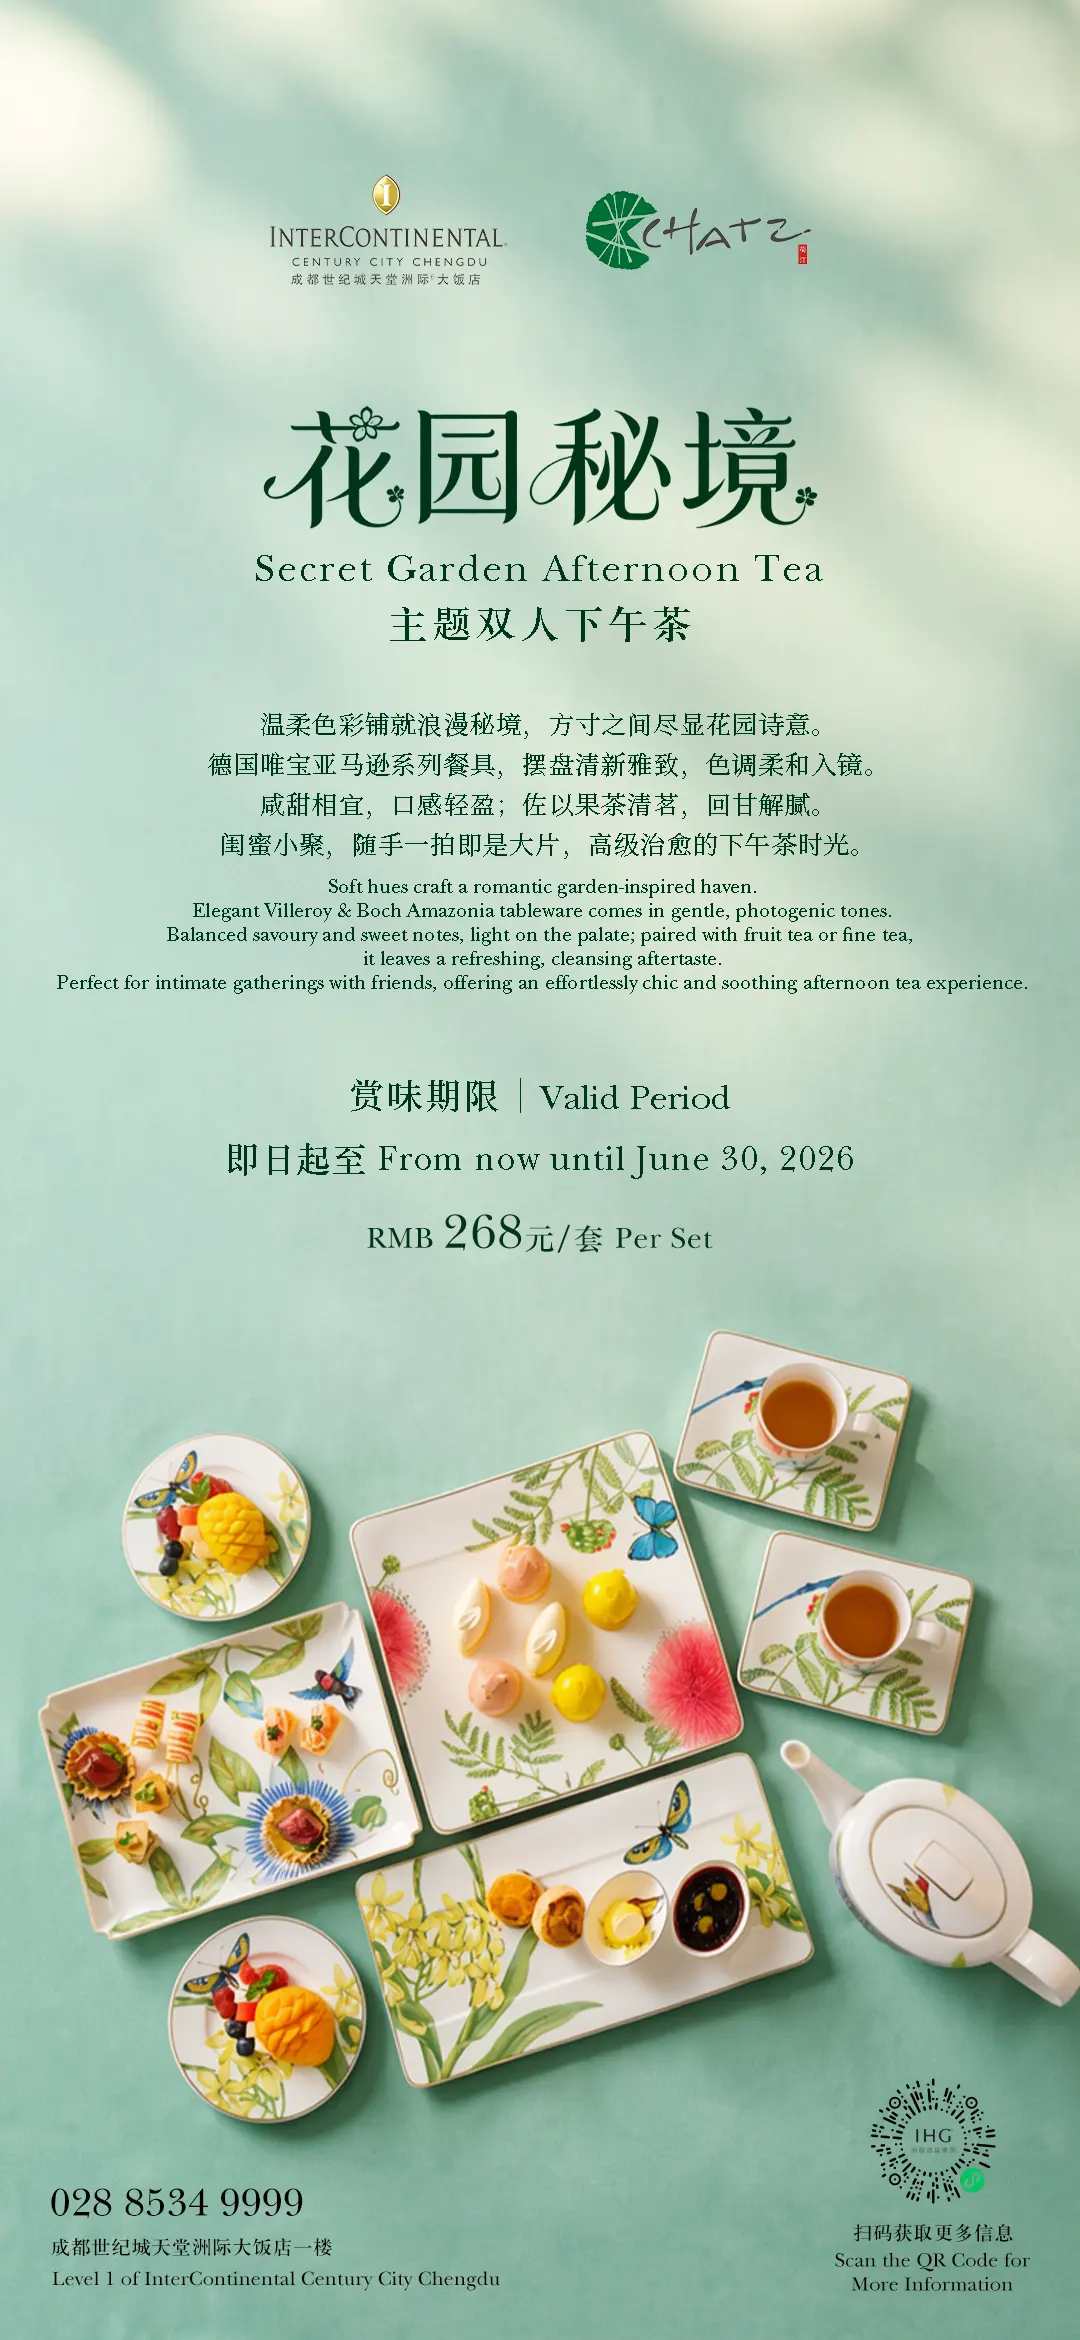 INTERCONTINENTAL
CENTURY CITY CHENGDU
成都世纪城天堂洲际大饭店
CHATZ
荷汀
花园秘境
Secret Garden Afternoon Tea
主题双人下午茶
温柔色彩铺就浪漫秘境，方寸之间尽显花园诗意。
德国唯宝亚马逊系列餐具，摆盘清新雅致，色调柔和入镜。
咸甜相宜，口感轻盈；佐以果茶清茗，回甘解腻。
闺蜜小聚，随手一拍即是大片，高级治愈的下午茶时光。
Soft hues craft a romantic garden-inspired haven.
Elegant Villeroy & Boch Amazonia tableware comes in gentle, photogenic tones.
Balanced savoury and sweet notes, light on the palate; paired with fruit tea or fine tea,
it leaves a refreshing, cleansing aftertaste.
Perfect for intimate gatherings with friends, offering an effortlessly chic and soothing afternoon tea experience.
赏味期限｜Valid Period
即日起至 From now until June 30, 2026
RMB 268元/套 Per Set
IHG
028 8534 9999
成都世纪城天堂洲际大饭店一楼
Level 1 of InterContinental Century City Chengdu
扫码获取更多信息
Scan the QR Code for
More Information